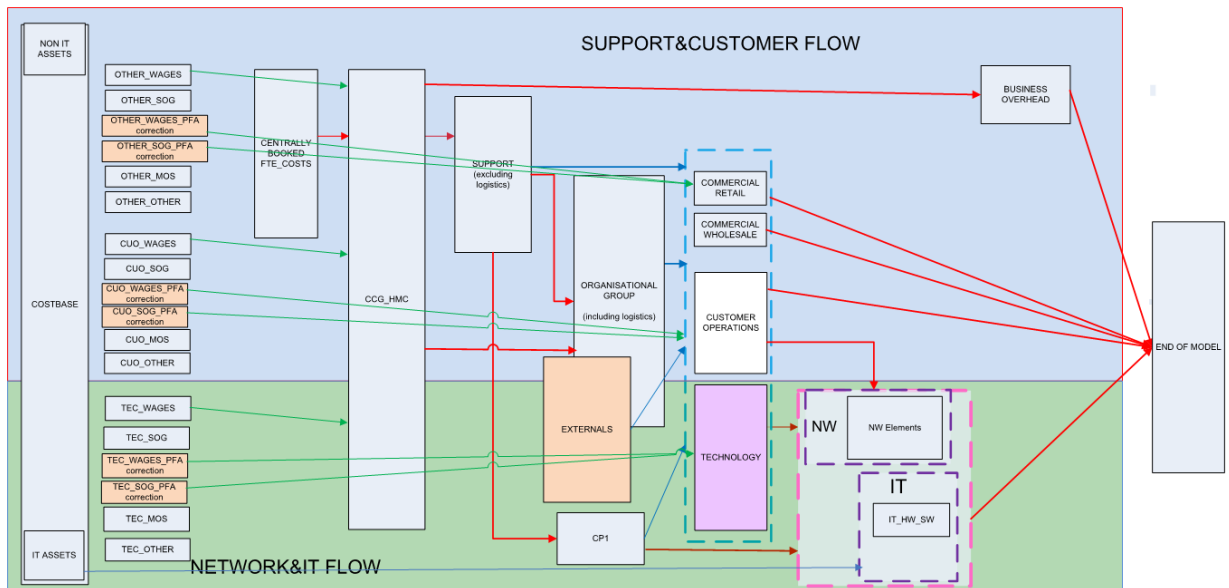 SUPPORT&CUSTOMER FLOW
NON IT
ASSETS
COSTBASE
IT ASSETS
OTHER_WAGES
OTHER_SOG
OTHER_WAGES_PFA
correction
OTHER_SOG_PFA
correction
OTHER_MOS
OTHER_OTHER
CUO_WAGES
CUO_SOG
CUO_WAGES_PFA
correction
CUO_SOG_PFA
correction
CUO_MOS
CUO_OTHER
TEC_WAGES
TEC_SOG
TEC_WAGES_PFA
correction
TEC_SOG_PFA
correction
TEC_MOS
TEC_OTHER
CENTRALLY
BOOKED
FTE_COSTS
CCG_HMC
SUPPORT
(excluding
logistics)
ORGANISATIONAL
GROUP
(including logistics)
EXTERNALS
CP1
COMMERCIAL
RETAIL
COMMERCIAL
WHOLESALE
CUSTOMER
OPERATIONS
TECHNOLOGY
BUSINESS
OVERHEAD
NW
NW Elements
IT
IT_HW_SW
END OF MODEL
NETWORK&IT FLOW